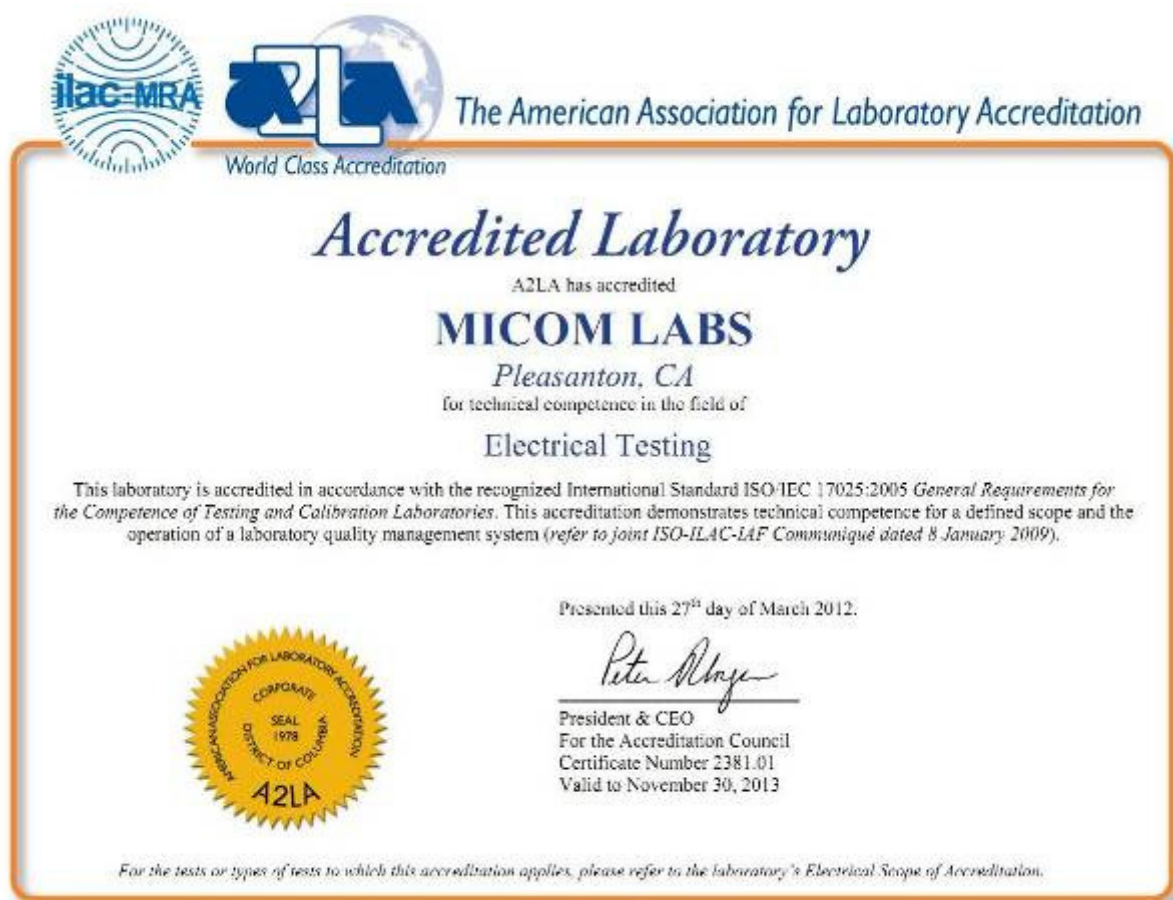 ilac-MRA
A2LA
World Class Accreditation
The American Association for Laboratory Accreditation
Accredited Laboratory
A2LA has accredited
MICOM LABS
Pleasanton, CA
for technical competence in the field of
Electrical Testing
This laboratory is accredited in accordance with the recognized International Standard ISO/IEC 17025:2005 General Requirements for
the Competence of Testing and Calibration Laboratories. This accreditation demonstrates technical competence for a defined scope and the
operation of a laboratory quality management system (refer to joint ISO-ILAC-IAF Communiqué dated 8 January 2009).
Presented this 27th day of March 2012.
Peter
President & CEO
For the Accreditation Council
Certificate Number 2381.01
Valid to November 30, 2013
AMERICAN ASSOCIATION FOR LABORATORY ACCREDITATION
CORPORATE
SEAL
1978
DISTRICT OF COLUMBIA
A2LA
For the tests or types of tests to which this accreditation applies, please refer to the laboratory's Electrical Scope of Accreditation.